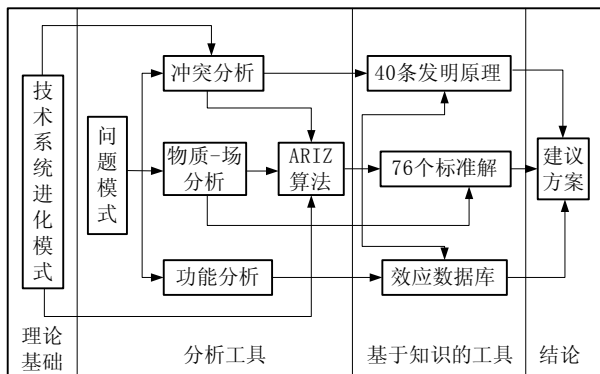 技术系统进化模式
问题模式
冲突分析
物质-场
分析
功能分析
ARIZ
算法
40条发明原理
76个标准解
效应数据库
建议
方案
理论
基础
分析工具
基于知识的工具
结论